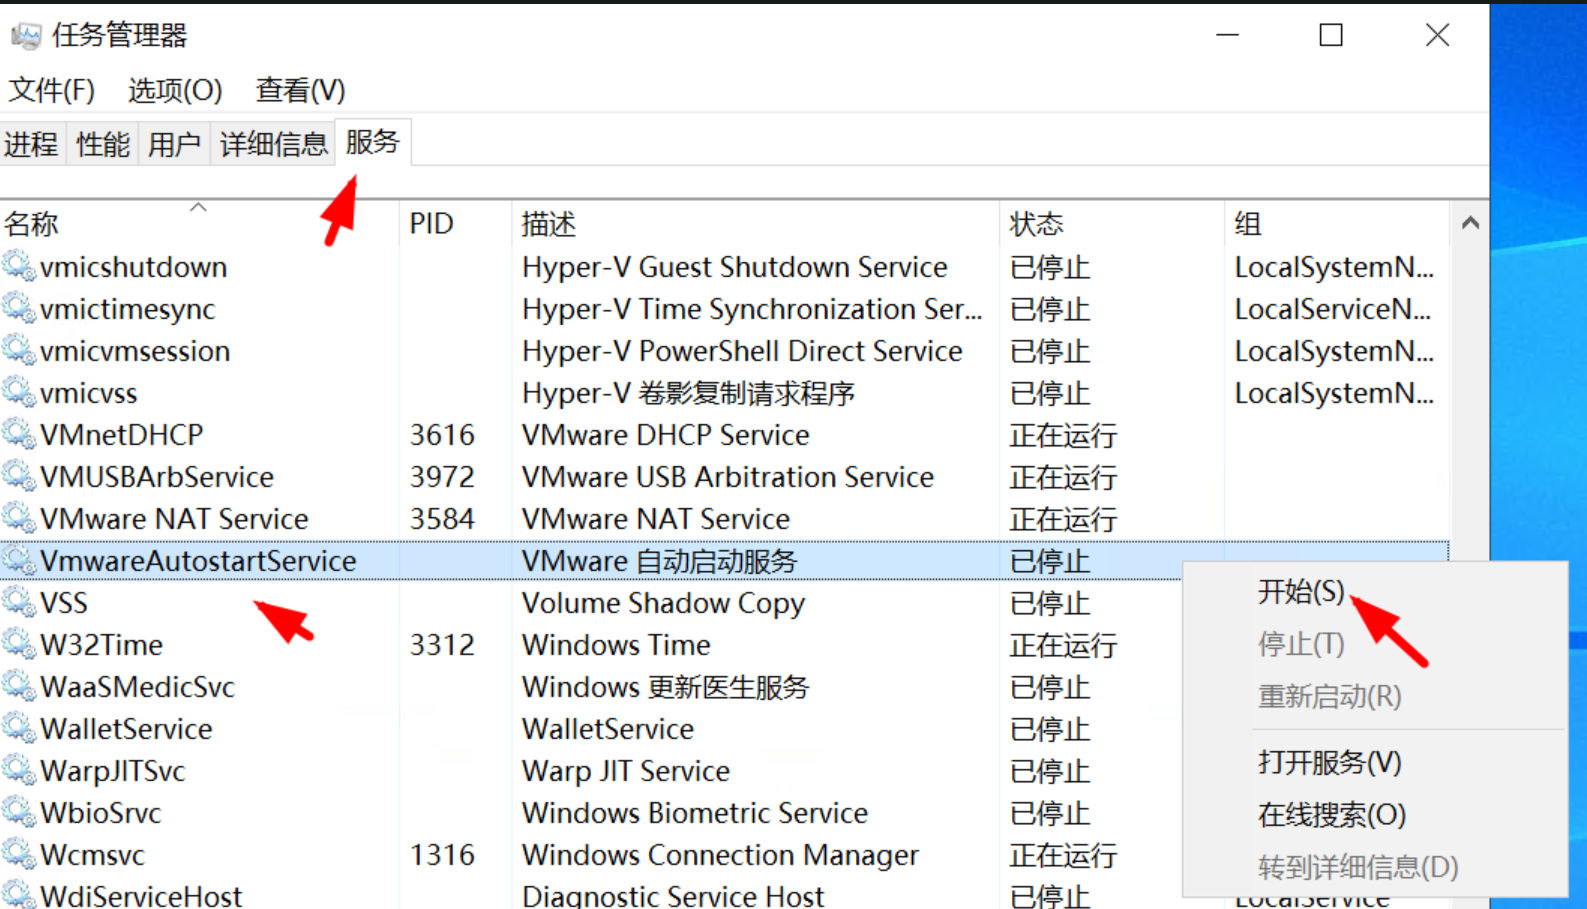 任务管理器
文件(F) 选项(O) 查看(V)
进程 性能 用户 详细信息 服务
名称 PID 描述 状态 组
vmicshutdown Hyper-V Guest Shutdown Service 已停止 LocalSystemN...
vmictimesync Hyper-V Time Synchronization Ser... 已停止 LocalServiceN...
vmicvmsession Hyper-V PowerShell Direct Service 已停止 LocalSystemN...
vmicvss Hyper-V 卷影复制请求程序 已停止 LocalSystemN...
VMnetDHCP 3616 VMware DHCP Service 正在运行
VMUSBArbService 3972 VMware USB Arbitration Service 正在运行
VMware NAT Service 3584 VMware NAT Service 正在运行
VmwareAutostartService VMware 自动启动服务 已停止
VSS Volume Shadow Copy 已停止
W32Time 3312 Windows Time 正在运行
WaaSMedicSvc Windows 更新医生服务 已停止
WalletService WalletService 已停止
WarpJITSvc Warp JIT Service 已停止
WbioSrvc Windows Biometric Service 已停止
Wcmsvc 1316 Windows Connection Manager 正在运行
WdiServiceHost Diagnostic Service Host 已停止 LocalService
开始(S)
停止(T)
重新启动(R)
打开服务(V)
在线搜索(O)
转到详细信息(D)